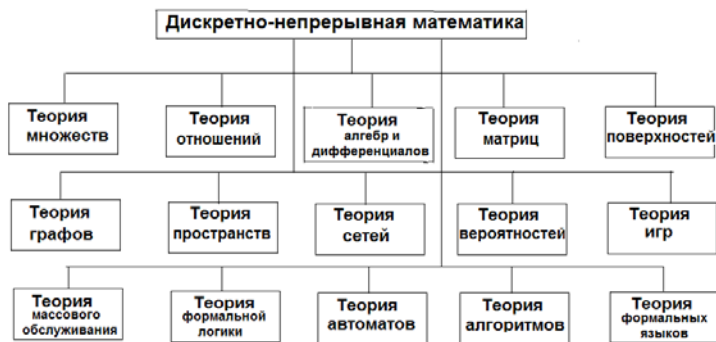 Дискретно-непрерывная математика
Теория
множеств
Теория
отношений
Теория
алгебр и
дифференциалов
Теория
матриц
Теория
поверхностей
Теория
графов
Теория
пространств
Теория
сетей
Теория
вероятностей
Теория
игр
Теория
массового
обслуживания
Теория
формальной
логики
Теория
автоматов
Теория
алгоритмов
Теория
формальных
языков